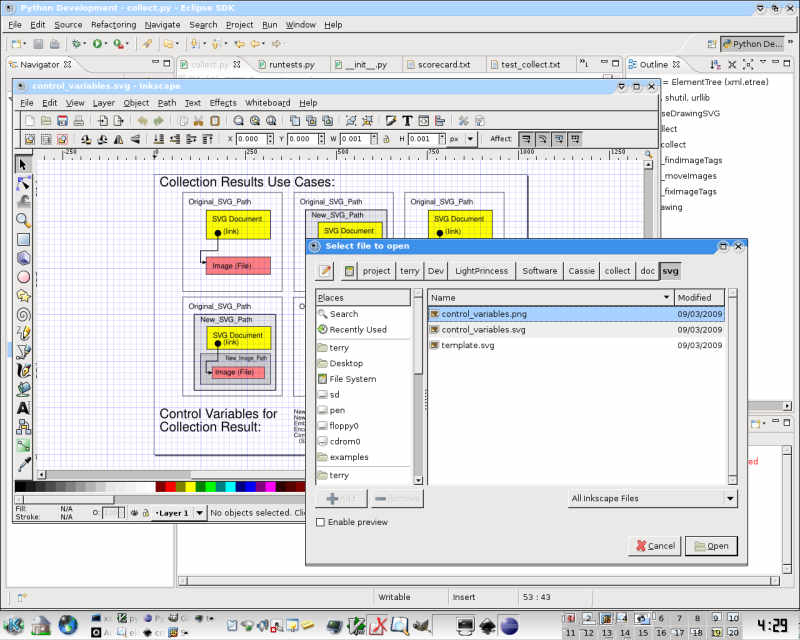 Python Development - collect.py - Eclipse SDK
File Edit Source Refactoring Navigate Search Project Run Window Help
Python De...
Navigator
collect.py runtests.py __init__.py scorecard.txt test_collect.txt
Outline
control_variables.svg - Inkscape
= ElementTree (xml.etree)
File Edit View Layer Object Path Text Effects Whiteboard Help
shutil, urllib
seDrawingSVG
X 0.000 Y 0.000 W 0.001 H 0.001 px Affect:
llect
collect
-250 0 250 500 750 1000 1250
_findImageTags
_moveImages
_fixImageTags
awing
Collection Results Use Cases:
Original_SVG_Path Original_SVG_Path Original_SVG_Path
New_SVG_Path
SVG Document
(link)
SVG Document
SVG Document
(link)
Image (File)
Select file to open
project terry Dev LightPrincess Software Cassie collect doc svg
Places
Name Modified
Search
control_variables.png 09/03/2009
Recently Used
control_variables.svg 09/03/2009
terry
template.svg 09/03/2009
Desktop
File System
sd
pen
floppy0
cdrom0
examples
terry
Original_SVG_Path
New_SVG_Path
SVG Document
(link)
New_Image_Path
Image (File)
Control Variables for
Collection Result:
All Inkscape Files
Enable preview
Cancel Open
Fill: N/A
Stroke: N/A
O:
Layer 1
No objects selected. Cli
Writable Insert 53 : 43
6 7 8 9 10
11 12 13 14 15 16 17 18 19 20
4:29